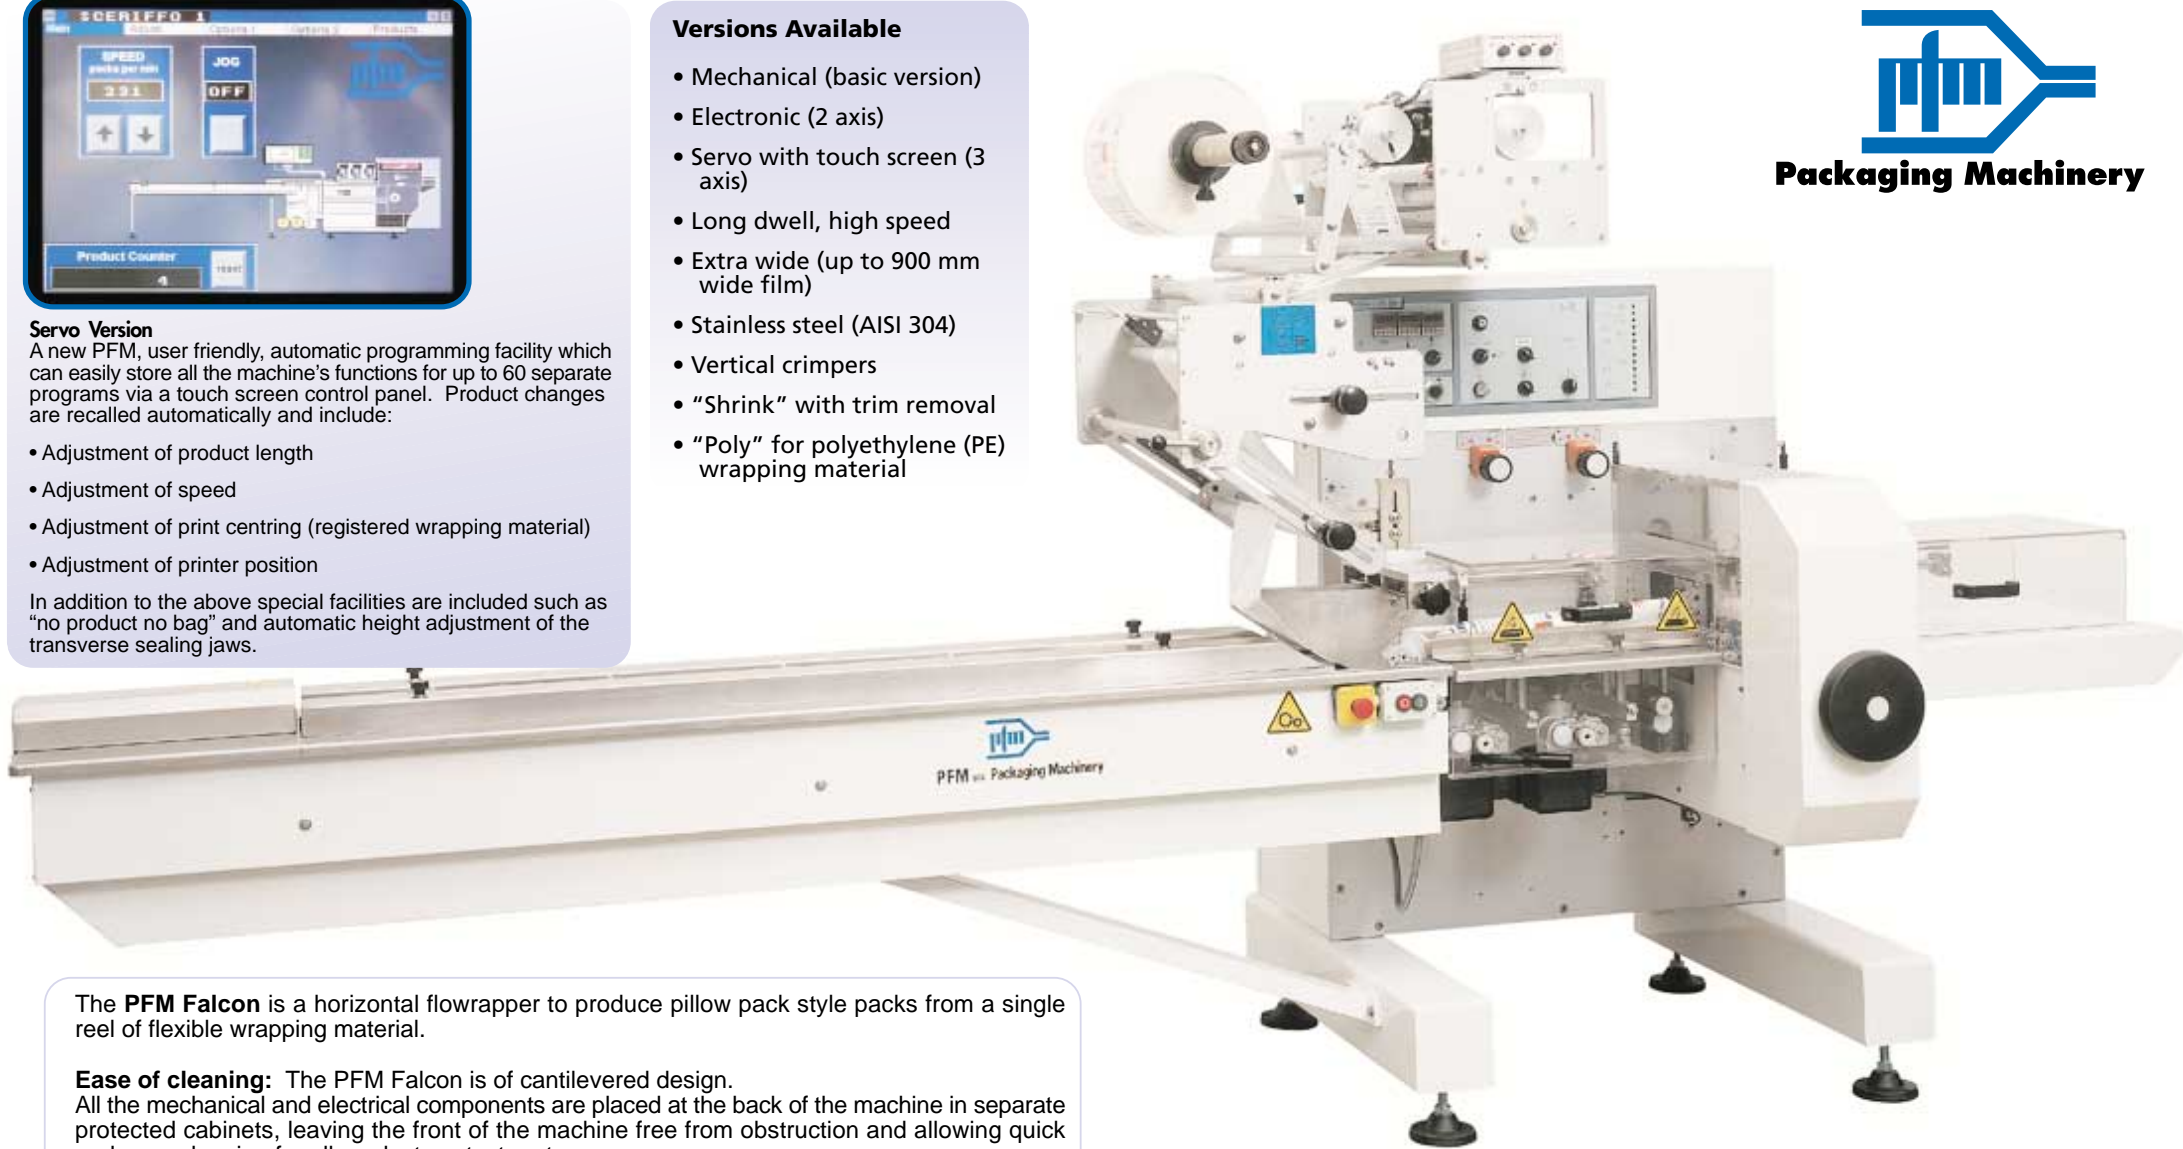 SCERIFFO 1
Main
Options 1
Products
SPEED
packs per min
231
JOG
OFF
Product Counter
4
reset
Servo Version
A new PFM, user friendly, automatic programming facility which
can easily store all the machine's functions for up to 60 separate
programs via a touch screen control panel. Product changes
are recalled automatically and include:
• Adjustment of product length
• Adjustment of speed
• Adjustment of print centring (registered wrapping material)
• Adjustment of printer position
In addition to the above special facilities are included such as
“no product no bag” and automatic height adjustment of the
transverse sealing jaws.
Versions Available
• Mechanical (basic version)
• Electronic (2 axis)
• Servo with touch screen (3
axis)
• Long dwell, high speed
• Extra wide (up to 900 mm
wide film)
• Stainless steel (AISI 304)
• Vertical crimpers
• “Shrink” with trim removal
• “Poly” for polyethylene (PE)
wrapping material
pfm
Packaging Machinery
pfm
PFM Packaging Machinery
The PFM Falcon is a horizontal flowrapper to produce pillow pack style packs from a single
reel of flexible wrapping material.
Ease of cleaning: The PFM Falcon is of cantilevered design.
All the mechanical and electrical components are placed at the back of the machine in separate
protected cabinets, leaving the front of the machine free from obstruction and allowing quick